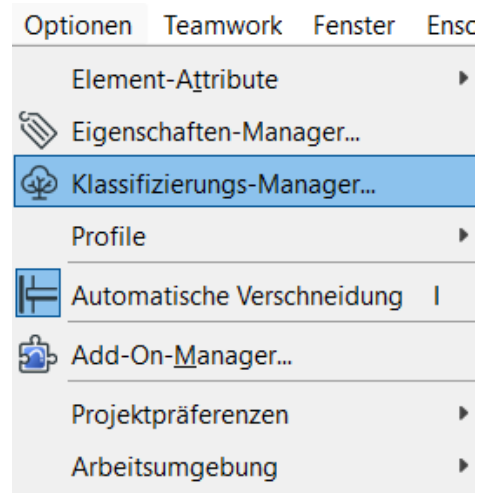 Optionen Teamwork Fenster
Element-Attribute
Eigenschaften-Manager...
Klassifizierungs-Manager...
Profile
Automatische Verschneidung I
Add-On-Manager...
Projektpräferenzen
Arbeitsumgebung